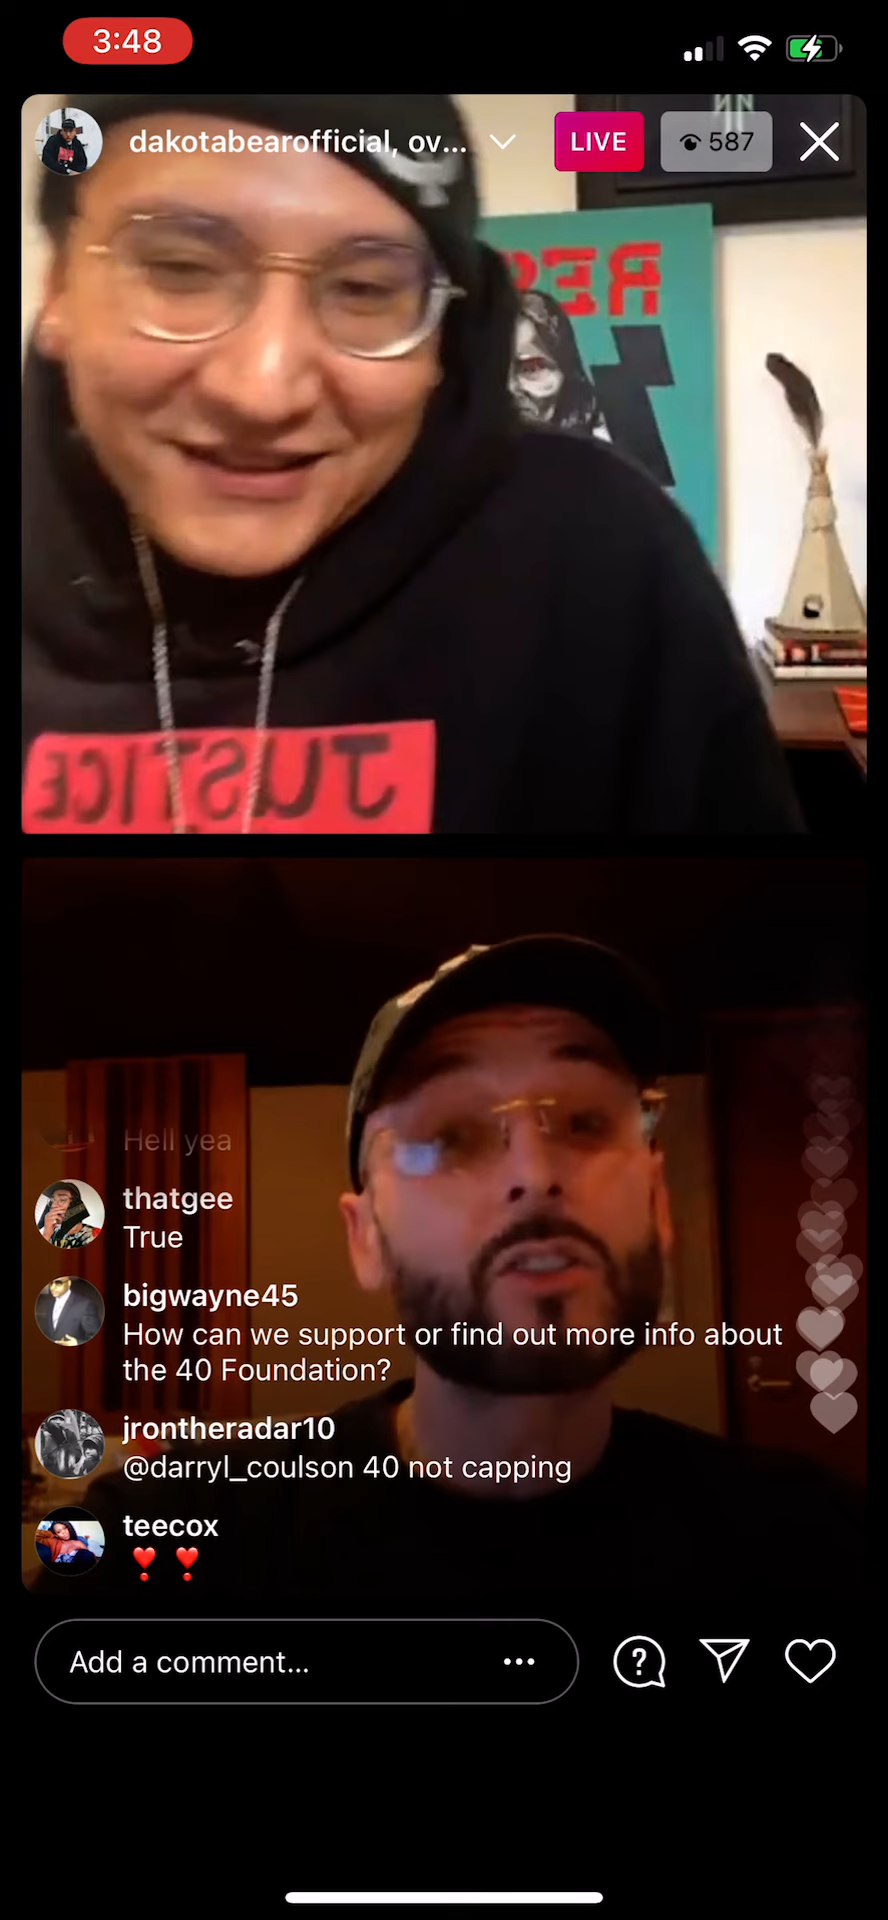 3:48
dakotabearofficial, ov...
LIVE
587
JUSTICE
Hell yea
thatgee
True
bigwayne45
How can we support or find out more info about
the 40 Foundation?
jrontheradar10
@darryl_coulson 40 not capping
teecox
❣️ ❣️
Add a comment...